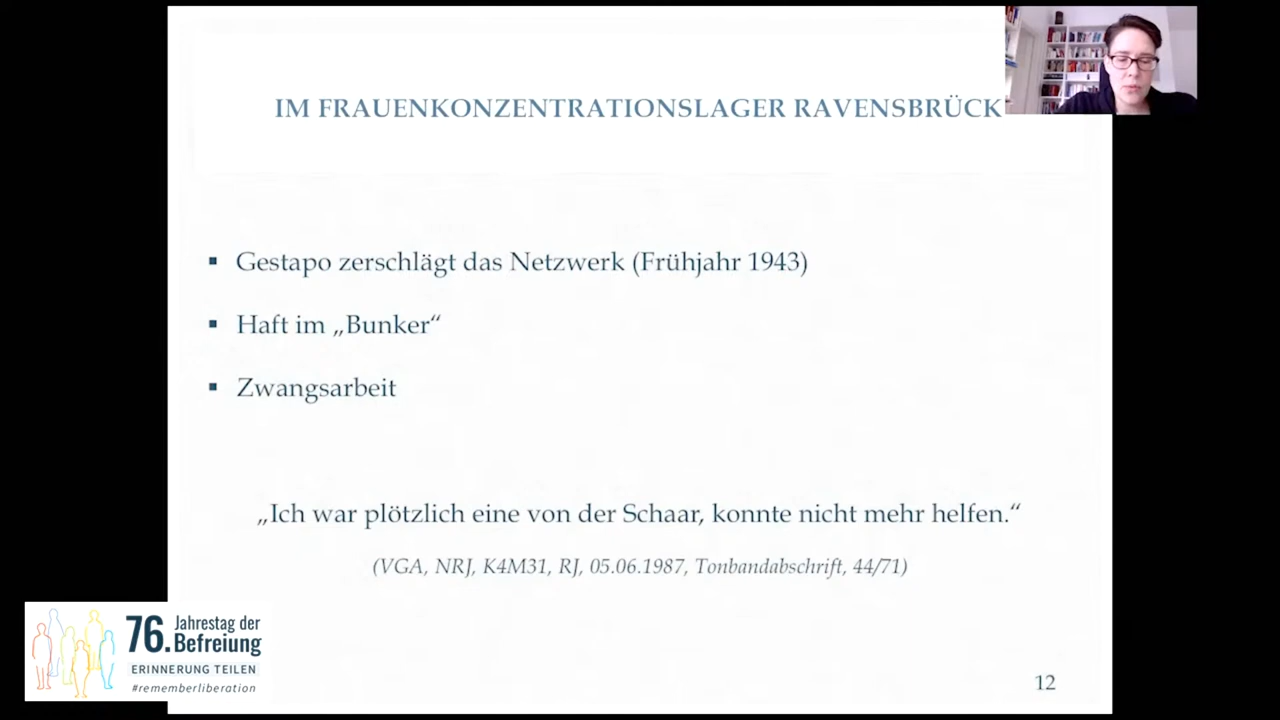 IM FRAUENKONZENTRATIONSLAGER RAVENSBRÜCK
▪ Gestapo zerschlägt das Netzwerk (Frühjahr 1943)
▪ Haft im „Bunker“
▪ Zwangsarbeit
„Ich war plötzlich eine von der Schaar, konnte nicht mehr helfen.“
(VGA, NRJ, K4M31, RJ, 05.06.1987, Tonbandabschrift, 44/71)
76. Jahrestag der
Befreiung
ERINNERUNG TEILEN
#rememberliberation
12